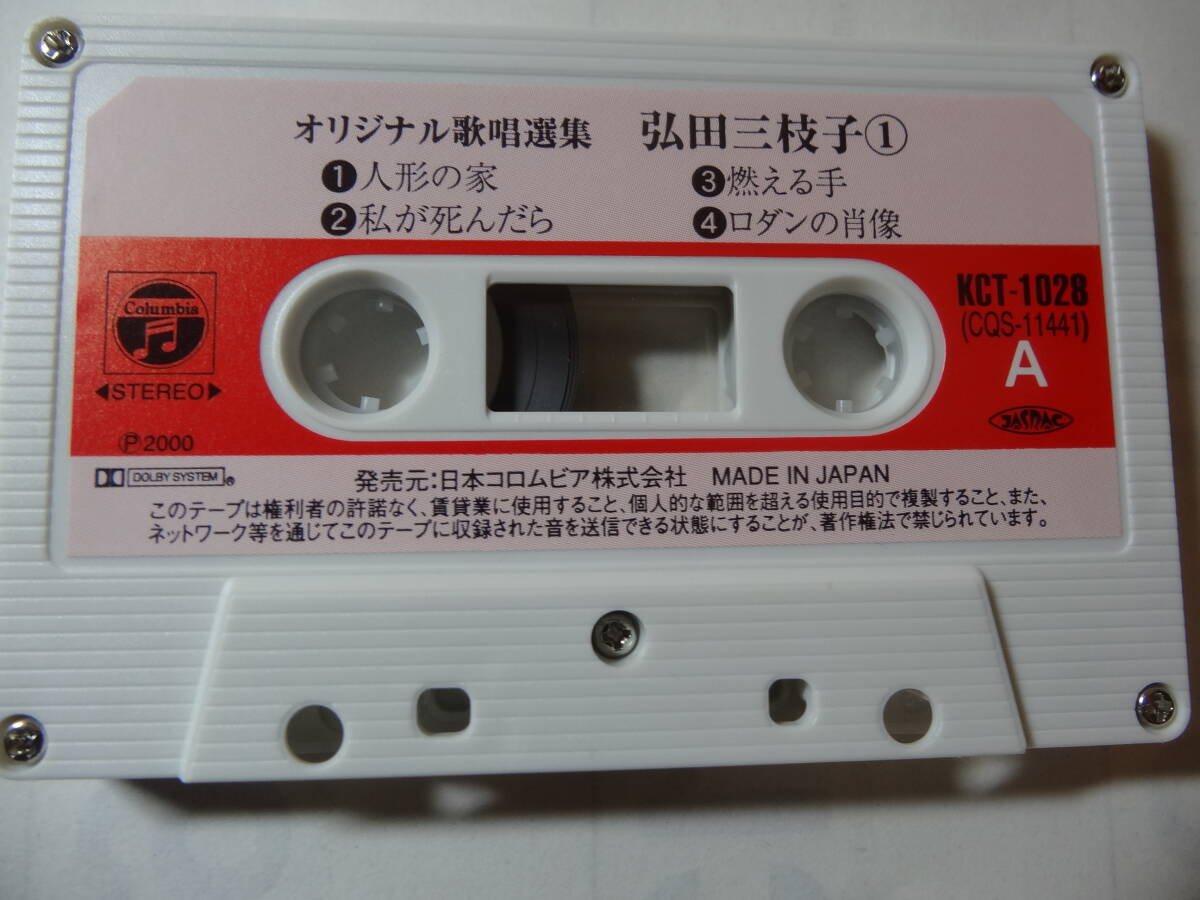 オリジナル歌唱選集 弘田三枝子①
❶人形の家
❷私が死んだら
❸燃える手
❹ロダンの肖像
Columbia
◀STEREO▶
Ⓟ2000
KCT-1028
(CQS-11441)
A
JASRAC
DOLBY SYSTEM®
発売元:日本コロムビア株式会社 MADE IN JAPAN
このテープは権利者の許諾なく、賃貸業に使用すること、個人的な範囲を超える使用目的で複製すること、また、
ネットワーク等を通じてこのテープに収録された音を送信できる状態にすることが、著作権法で禁じられています。